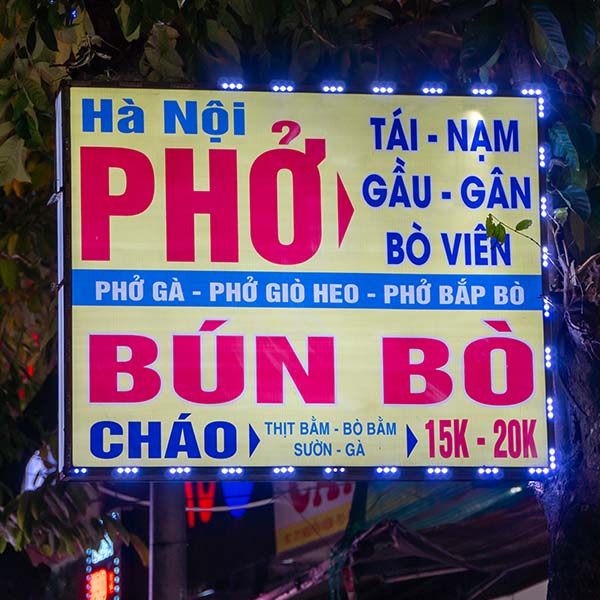 Hà Nội
PHỞ
TÁI - NẠM
GẦU - GÂN
BÒ VIÊN
PHỞ GÀ - PHỞ GIÒ HEO - PHỞ BẮP BÒ
BÚN BÒ
CHÁO
THỊT BẰM - BÒ BẰM
SƯỜN - GÀ
15K - 20K